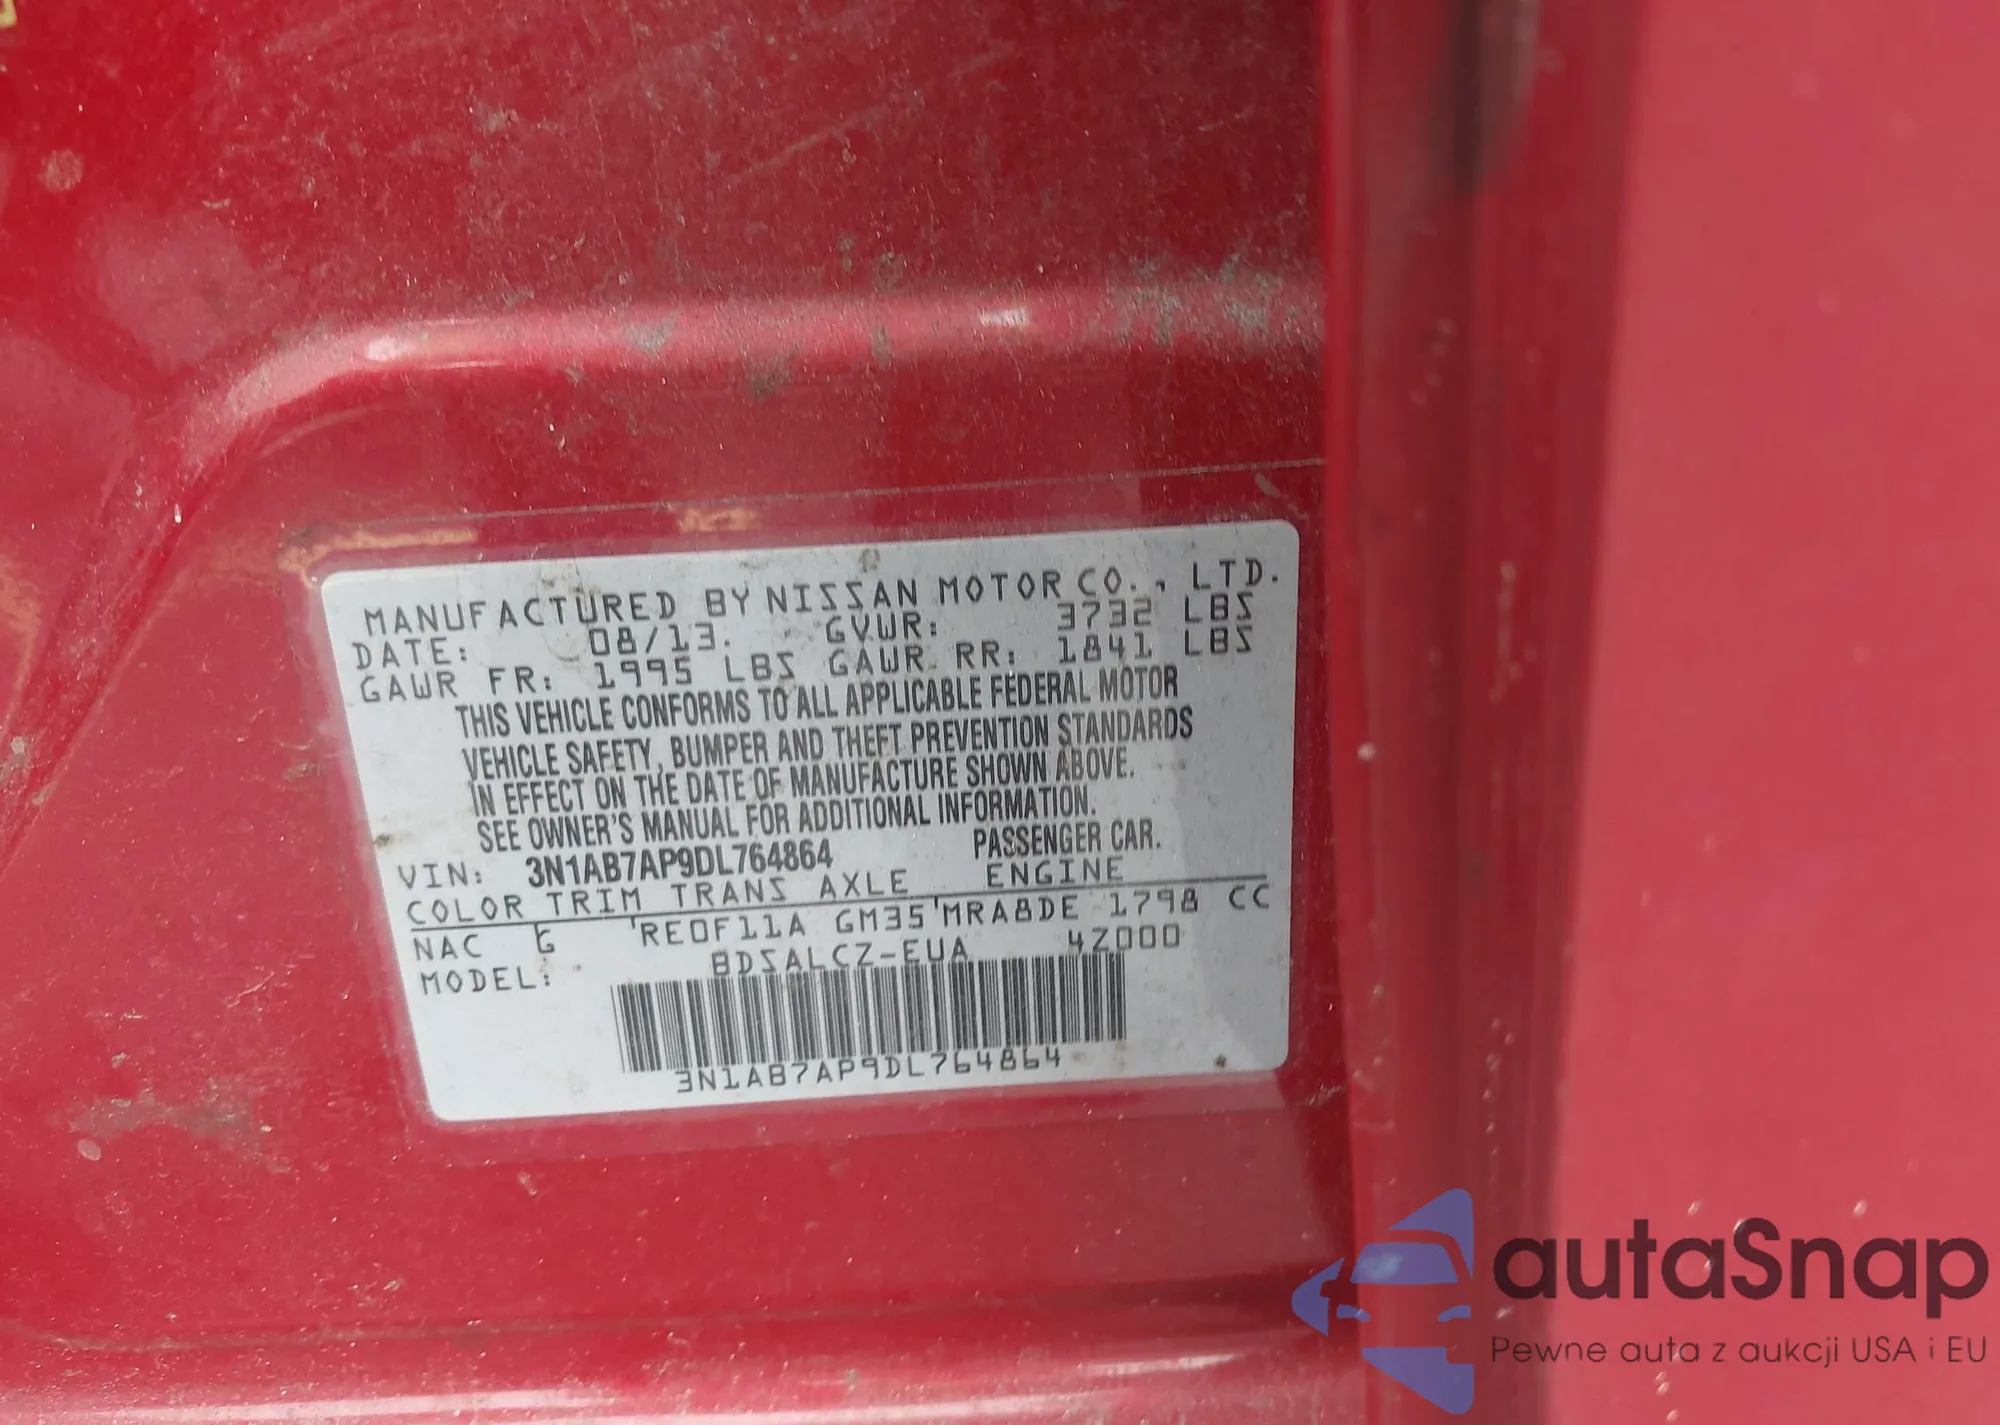 MANUFACTURED BY NISSAN MOTOR CO., LTD.
DATE: 08/13. GVWR: 3732 LBS
GAWR FR: 1995 LBS GAWR RR: 1841 LBS
THIS VEHICLE CONFORMS TO ALL APPLICABLE FEDERAL MOTOR
VEHICLE SAFETY, BUMPER AND THEFT PREVENTION STANDARDS
IN EFFECT ON THE DATE OF MANUFACTURE SHOWN ABOVE.
SEE OWNER'S MANUAL FOR ADDITIONAL INFORMATION.
VIN: 3N1AB7AP9DL764864 PASSENGER CAR.
COLOR TRIM TRANS AXLE ENGINE
NAC G RE0F11A GM35 MRA8DE 1798 CC
MODEL: BDSALCZ-EUA 4Z000
3N1AB7AP9DL764864
autaSnap
Pewne auta z aukcji USA i EU